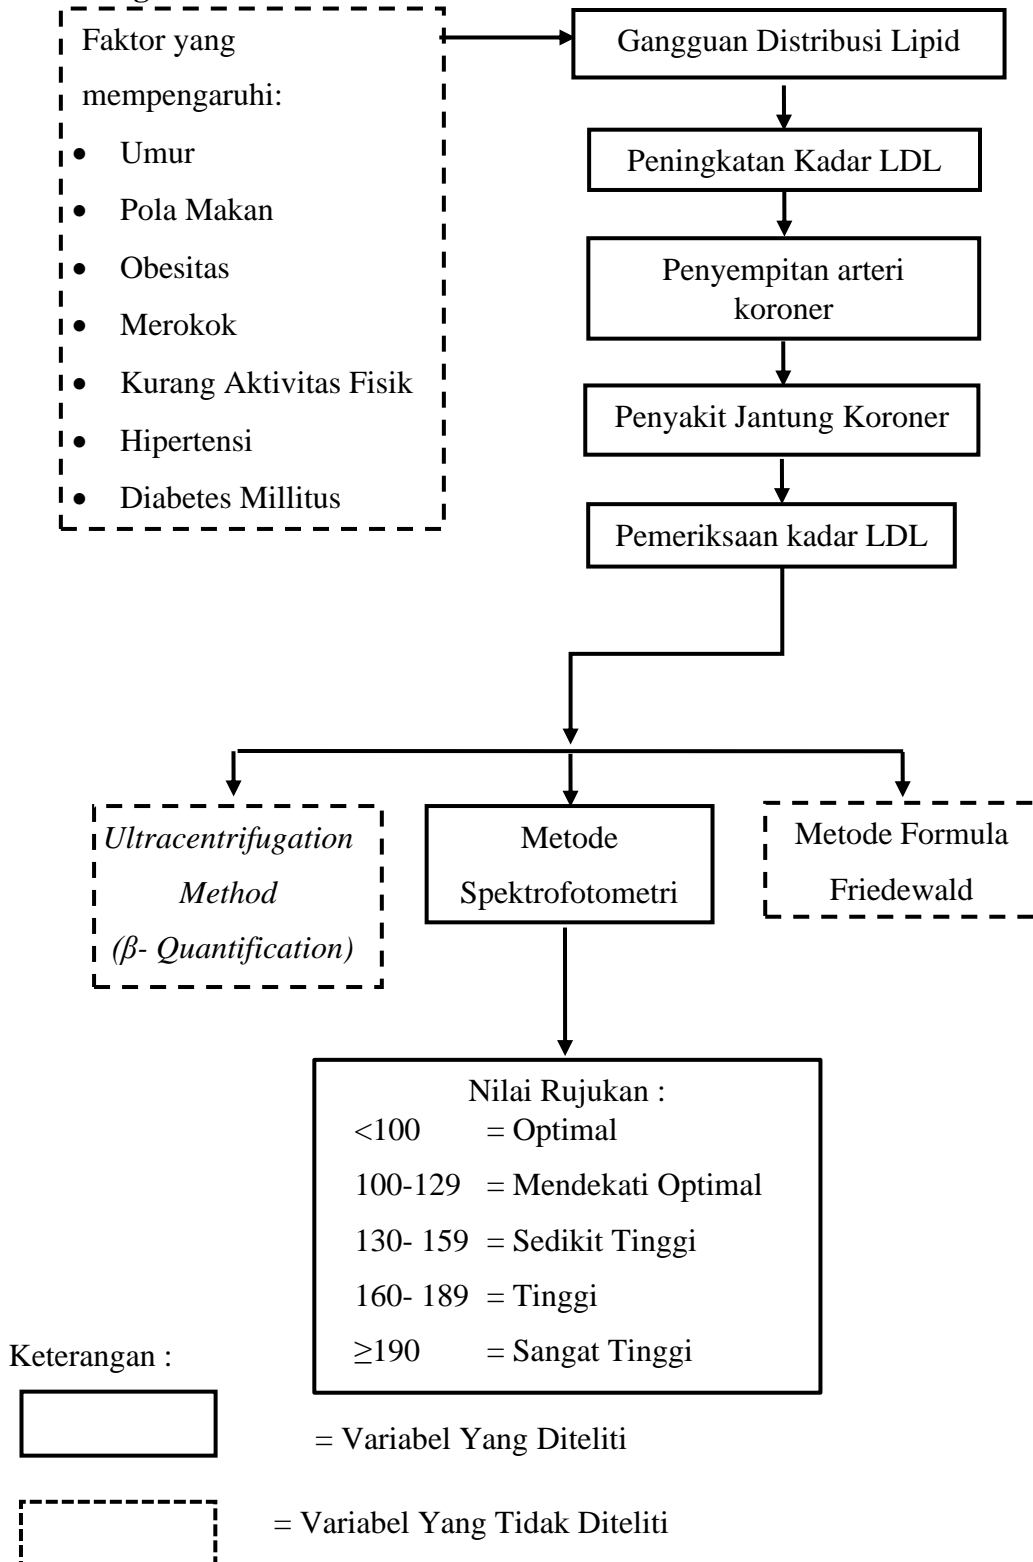 Faktor yang
mempengaruhi:
• Umur
• Pola Makan
• Obesitas
• Merokok
• Kurang Aktivitas Fisik
• Hipertensi
• Diabetes Millitus
Gangguan Distribusi Lipid
Peningkatan Kadar LDL
Penyempitan arteri
koroner
Penyakit Jantung Koroner
Pemeriksaan kadar LDL
Ultracentrifugation
Method
(β- Quantification)
Metode
Spektrofotometri
Metode Formula
Friedewald
Nilai Rujukan :
<100 = Optimal
100-129 = Mendekati Optimal
130- 159 = Sedikit Tinggi
160- 189 = Tinggi
≥190 = Sangat Tinggi
Keterangan :
= Variabel Yang Diteliti
= Variabel Yang Tidak Diteliti